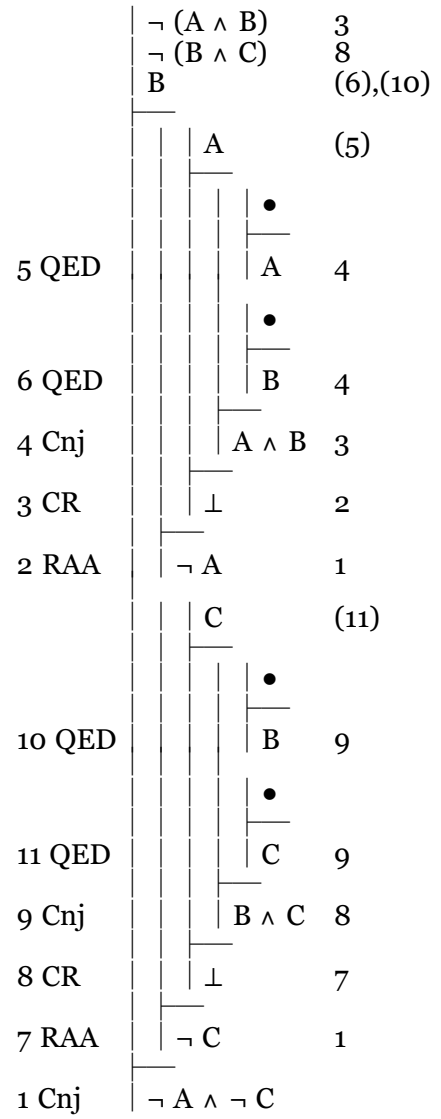 ¬ (A ∧ B) 3
¬ (B ∧ C) 8
B (6),(10)
A (5)
●
5 QED A 4
●
6 QED B 4
4 Cnj A ∧ B 3
3 CR ⊥ 2
2 RAA ¬ A 1
C (11)
●
10 QED B 9
●
11 QED C 9
9 Cnj B ∧ C 8
8 CR ⊥ 7
7 RAA ¬ C 1
1 Cnj ¬ A ∧ ¬ C